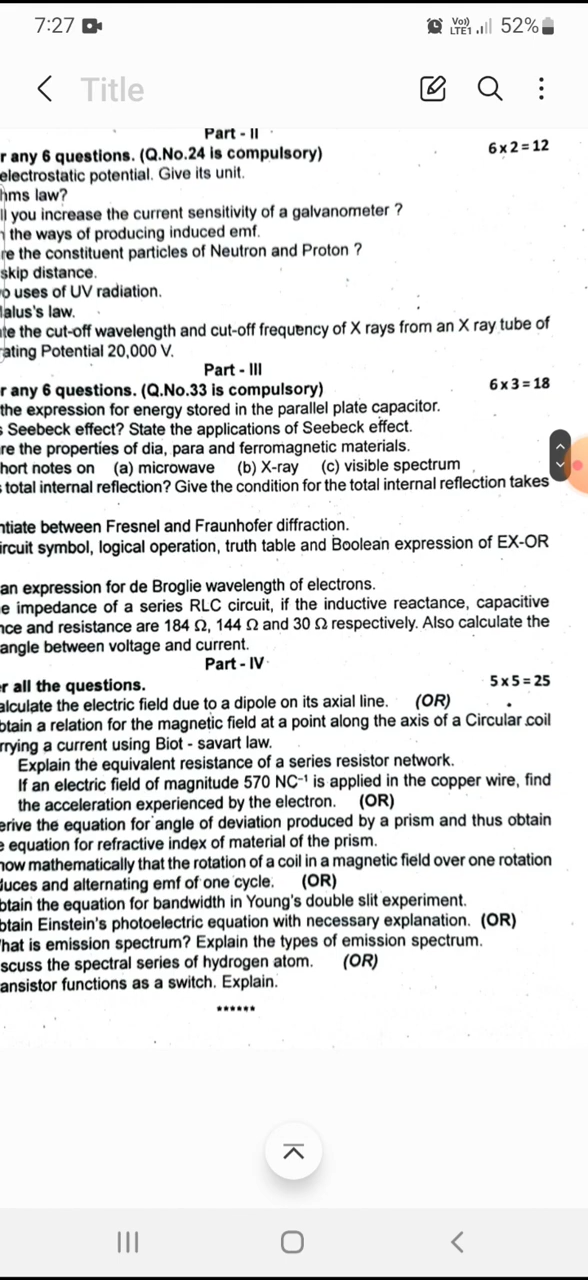 7:27
Vo))
LTE1 52%
Title
Part - II
any 6 questions. (Q.No.24 is compulsory) 6 x 2 = 12
electrostatic potential. Give its unit.
law?
you increase the current sensitivity of a galvanometer ?
the ways of producing induced emf.
re the constituent particles of Neutron and Proton ?
skip distance.
o uses of UV radiation.
alus's law.
te the cut-off wavelength and cut-off frequency of X rays from an X ray tube of
ating Potential 20,000 V.
Part - III
r any 6 questions. (Q.No.33 is compulsory) 6 x 3 = 18
the expression for energy stored in the parallel plate capacitor.
Seebeck effect? State the applications of Seebeck effect.
re the properties of dia, para and ferromagnetic materials.
hort notes on (a) microwave (b) X-ray (c) visible spectrum
total internal reflection? Give the condition for the total internal reflection takes
ntiate between Fresnel and Fraunhofer diffraction.
ircuit symbol, logical operation, truth table and Boolean expression of EX-OR
an expression for de Broglie wavelength of electrons.
e impedance of a series RLC circuit, if the inductive reactance, capacitive
nce and resistance are 184 Ω, 144 Ω and 30 Ω respectively. Also calculate the
angle between voltage and current.
Part - IV
r all the questions. 5 x 5 = 25
alculate the electric field due to a dipole on its axial line. (OR)
btain a relation for the magnetic field at a point along the axis of a Circular coil
rrying a current using Biot - savart law.
Explain the equivalent resistance of a series resistor network.
If an electric field of magnitude 570 NC⁻¹ is applied in the copper wire, find
the acceleration experienced by the electron. (OR)
erive the equation for angle of deviation produced by a prism and thus obtain
e equation for refractive index of material of the prism.
how mathematically that the rotation of a coil in a magnetic field over one rotation
duces and alternating emf of one cycle. (OR)
btain the equation for bandwidth in Young's double slit experiment.
btain Einstein's photoelectric equation with necessary explanation. (OR)
hat is emission spectrum? Explain the types of emission spectrum.
scuss the spectral series of hydrogen atom. (OR)
ansistor functions as a switch. Explain.
******